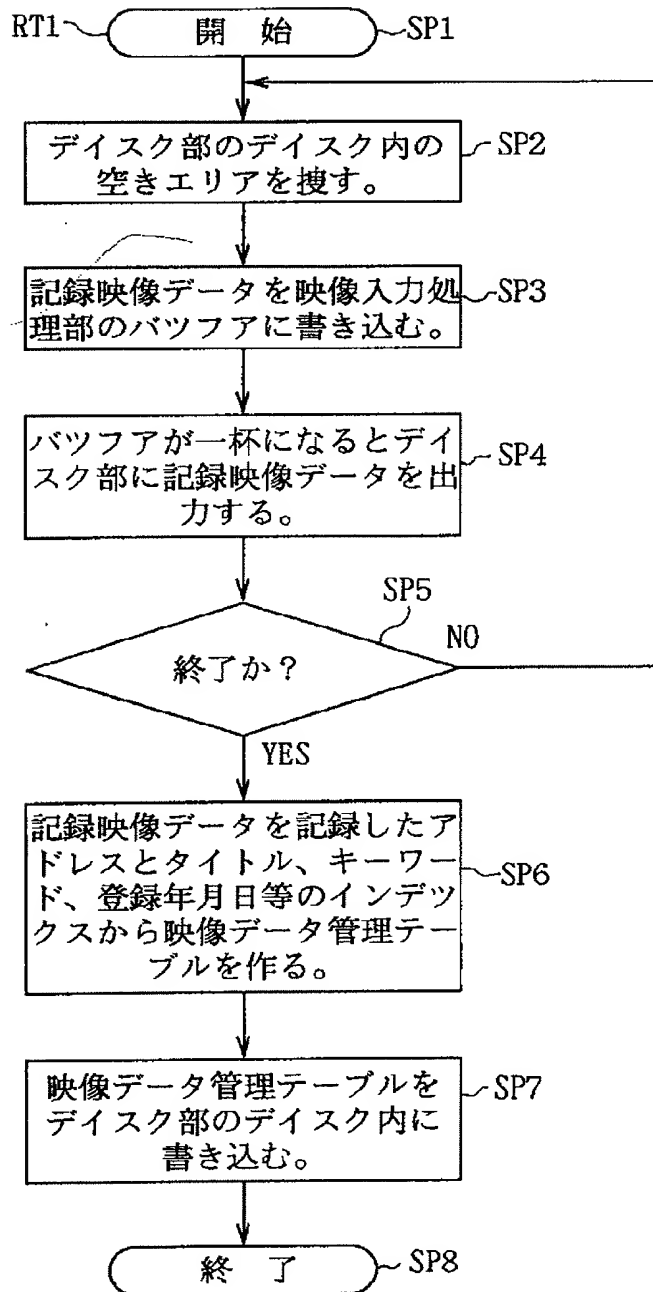 RT1 開 始 SP1
デイスク部のデイスク内の SP2
空きエリアを捜す。
記録映像データを映像入力処 SP3
理部のバツフアに書き込む。
バツフアが一杯になるとデイ SP4
スク部に記録映像データを出
力する。
SP5
終了か? NO
YES
記録映像データを記録したア
ドレスとタイトル、キーワー
ド、登録年月日等のインデツ SP6
クスから映像データ管理テー
ブルを作る。
映像データ管理テーブルを SP7
デイスク部のデイスク内に
書き込む。
終 了 SP8